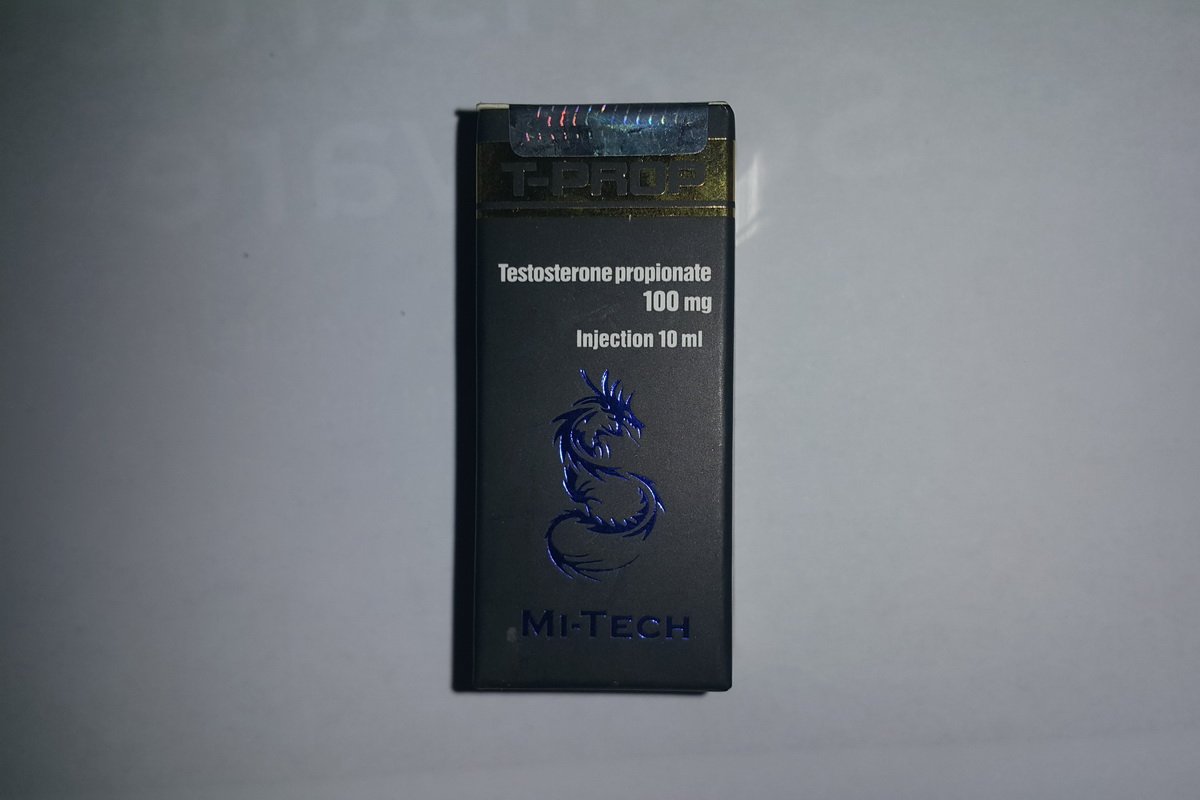 T-PROP
Testosterone propionate
100 mg
Injection 10 ml
MI-TECH